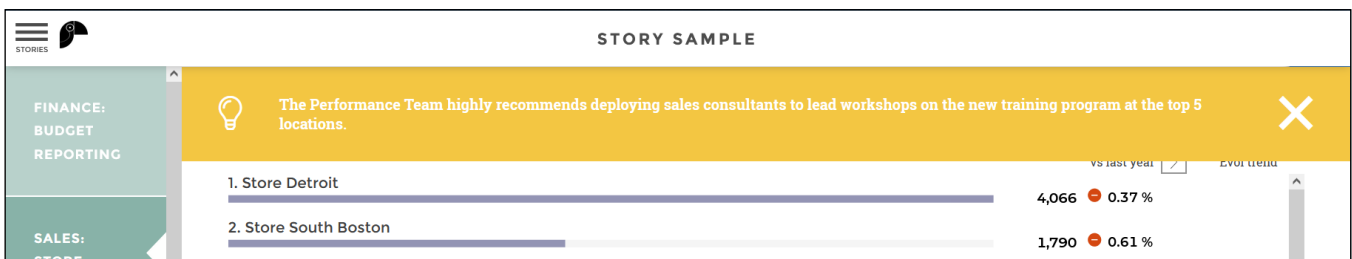 STORIES
STORY SAMPLE
FINANCE:
BUDGET
REPORTING
The Performance Team highly recommends deploying sales consultants to lead workshops on the new training program at the top 5
locations.
vs last year Evol trend
1. Store Detroit
4,066 0.37 %
2. Store South Boston
1,790 0.61 %
SALES:
STORE